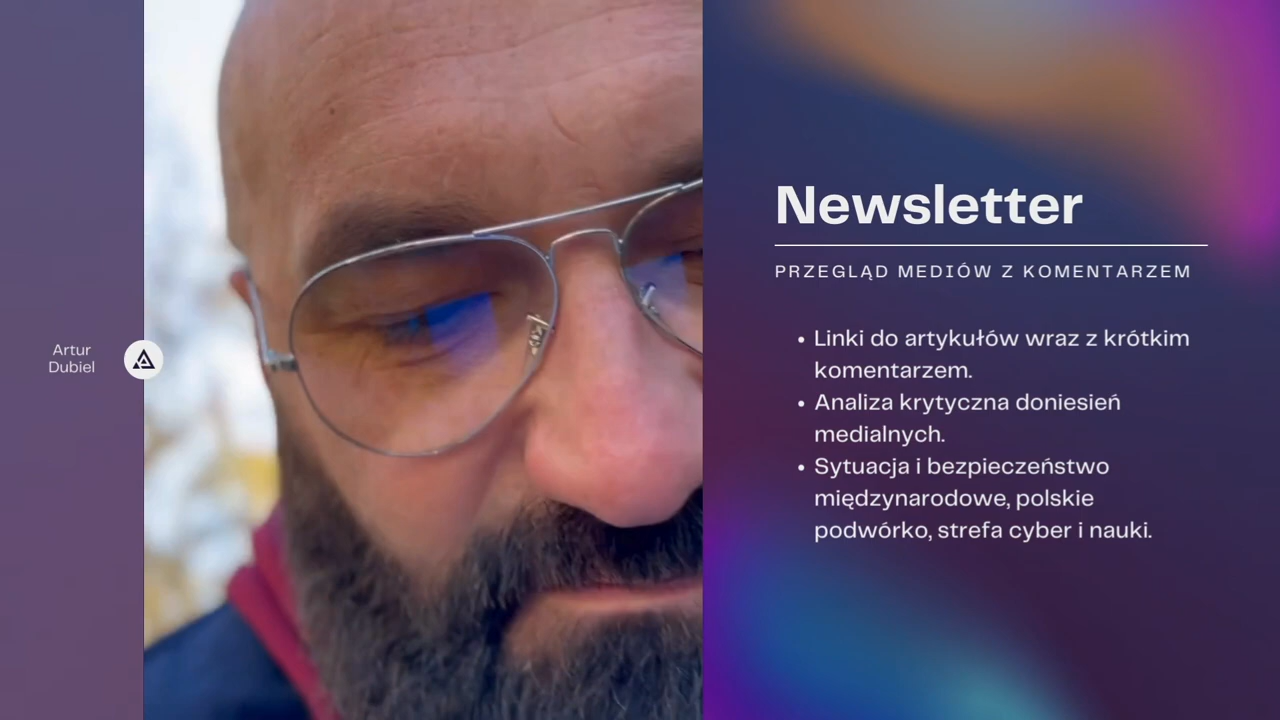 Artur
Dubiel
Newsletter
PRZEGLĄD MEDIÓW Z KOMENTARZEM
• Linki do artykułów wraz z krótkim
komentarzem.
• Analiza krytyczna doniesień
medialnych.
• Sytuacja i bezpieczeństwo
międzynarodowe, polskie
podwórko, strefa cyber i nauki.